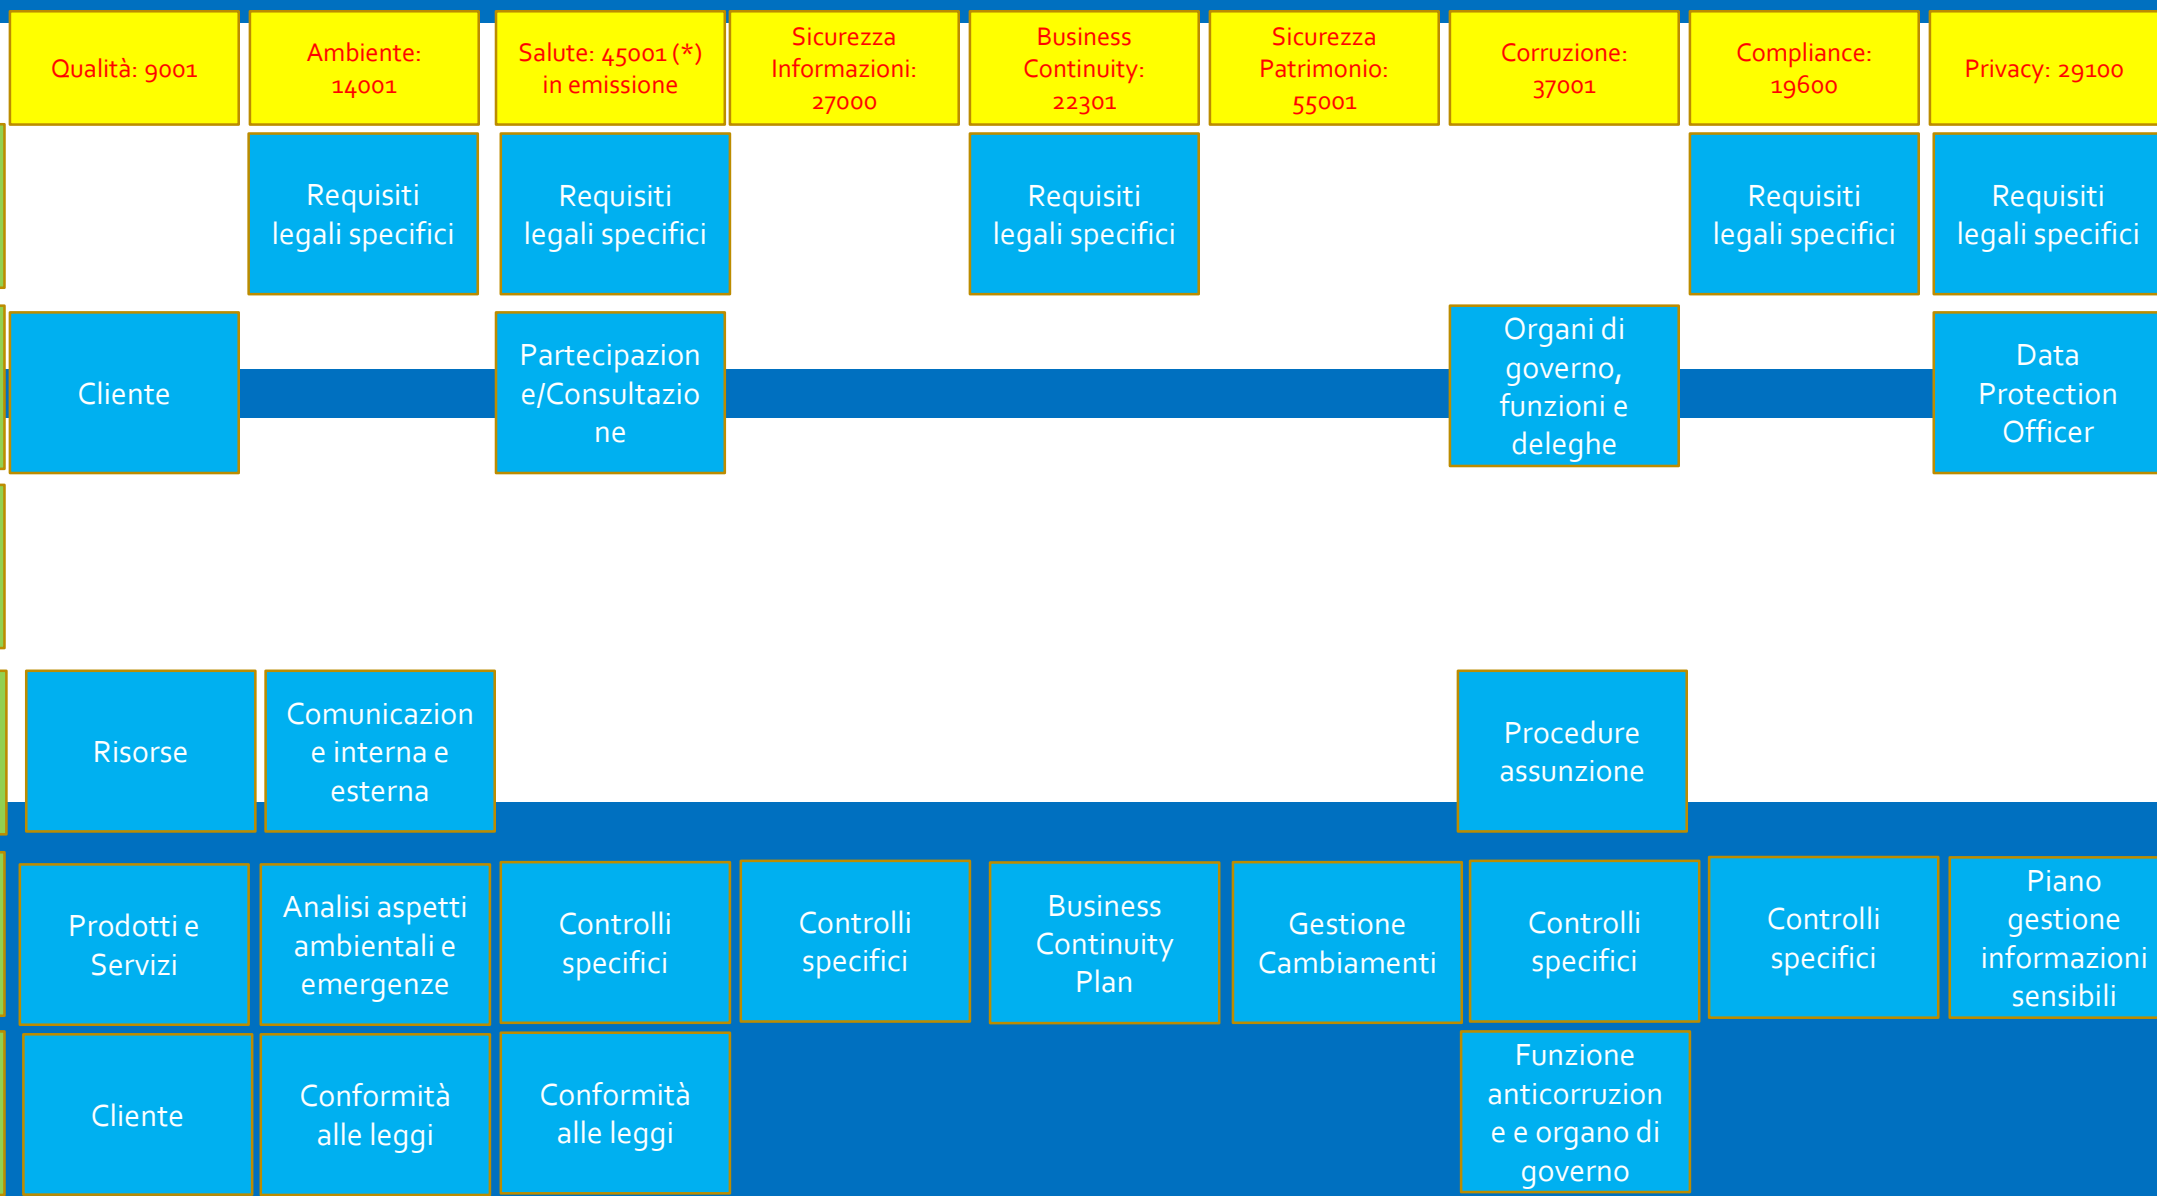 Qualità: 9001
Ambiente:
14001
Salute: 45001 (*)
in emissione
Sicurezza
Informazioni:
27000
Business
Continuity:
22301
Sicurezza
Patrimonio:
55001
Corruzione:
37001
Compliance:
19600
Privacy: 29100
Requisiti
legali specifici
Requisiti
legali specifici
Requisiti
legali specifici
Requisiti
legali specifici
Requisiti
legali specifici
Cliente
Partecipazion
e/Consultazio
ne
Organi di
governo,
funzioni e
deleghe
Data
Protection
Officer
Risorse
Comunicazion
e interna e
esterna
Procedure
assunzione
Prodotti e
Servizi
Analisi aspetti
ambientali e
emergenze
Controlli
specifici
Controlli
specifici
Business
Continuity
Plan
Gestione
Cambiamenti
Controlli
specifici
Controlli
specifici
Piano
gestione
informazioni
sensibili
Cliente
Conformità
alle leggi
Conformità
alle leggi
Funzione
anticorruzion
e e organo di
governo